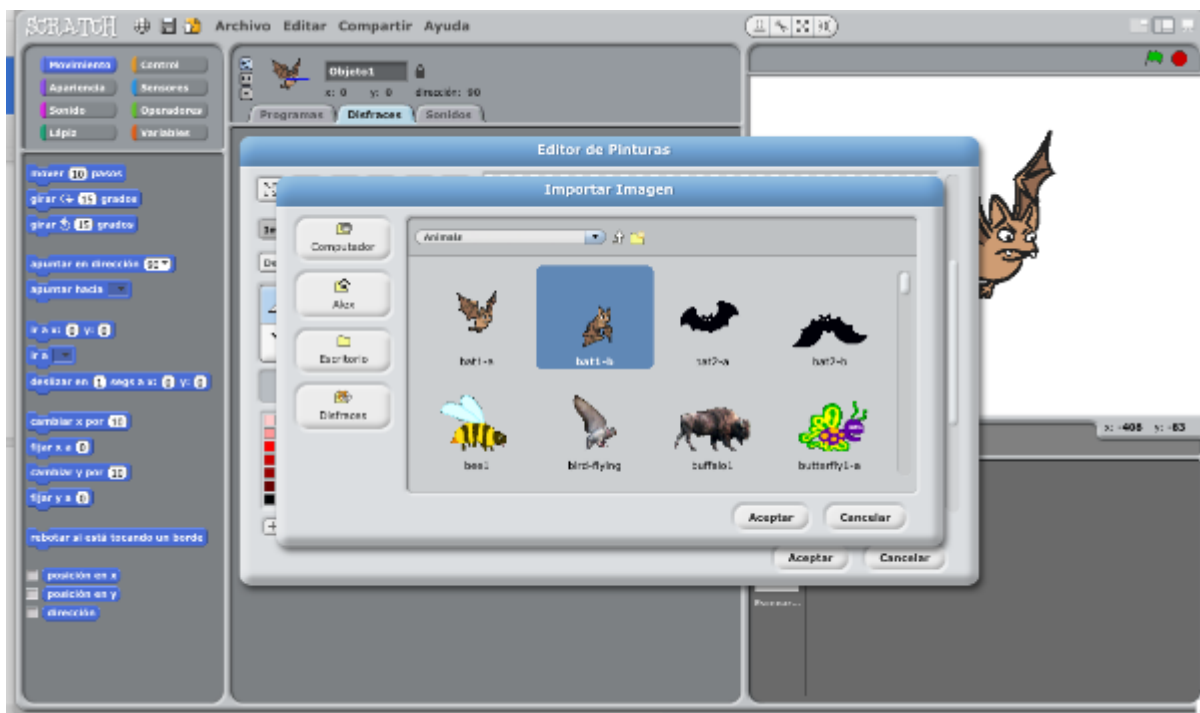 SCRATCH Archivo Editar Compartir Ayuda
Movimiento Control
Apariencia Sensores
Sonido Operadores
Lápiz Variables
Objeto1
x: 0 y: 0 dirección: 90
Programas Disfraces Sonidos
mover 10 pasos
girar 15 grados
girar 15 grados
apuntar en dirección 90
apuntar hacia
ir a x: 0 y: 0
ir a
deslizar en 1 segs a x: 0 y: 0
cambiar x por 10
fijar x a 0
cambiar y por 10
fijar y a 0
rebotar si está tocando un borde
posición en x
posición en y
dirección
Editor de Pinturas
Importar Imagen
Computador
Alex
Escritorio
Disfraces
Animals
bat1-a bat1-b bat2-a bat2-b
bee1 bird-flying buffalo1 butterfly1-a
Aceptar Cancelar
Aceptar Cancelar
x: -408 y: -83